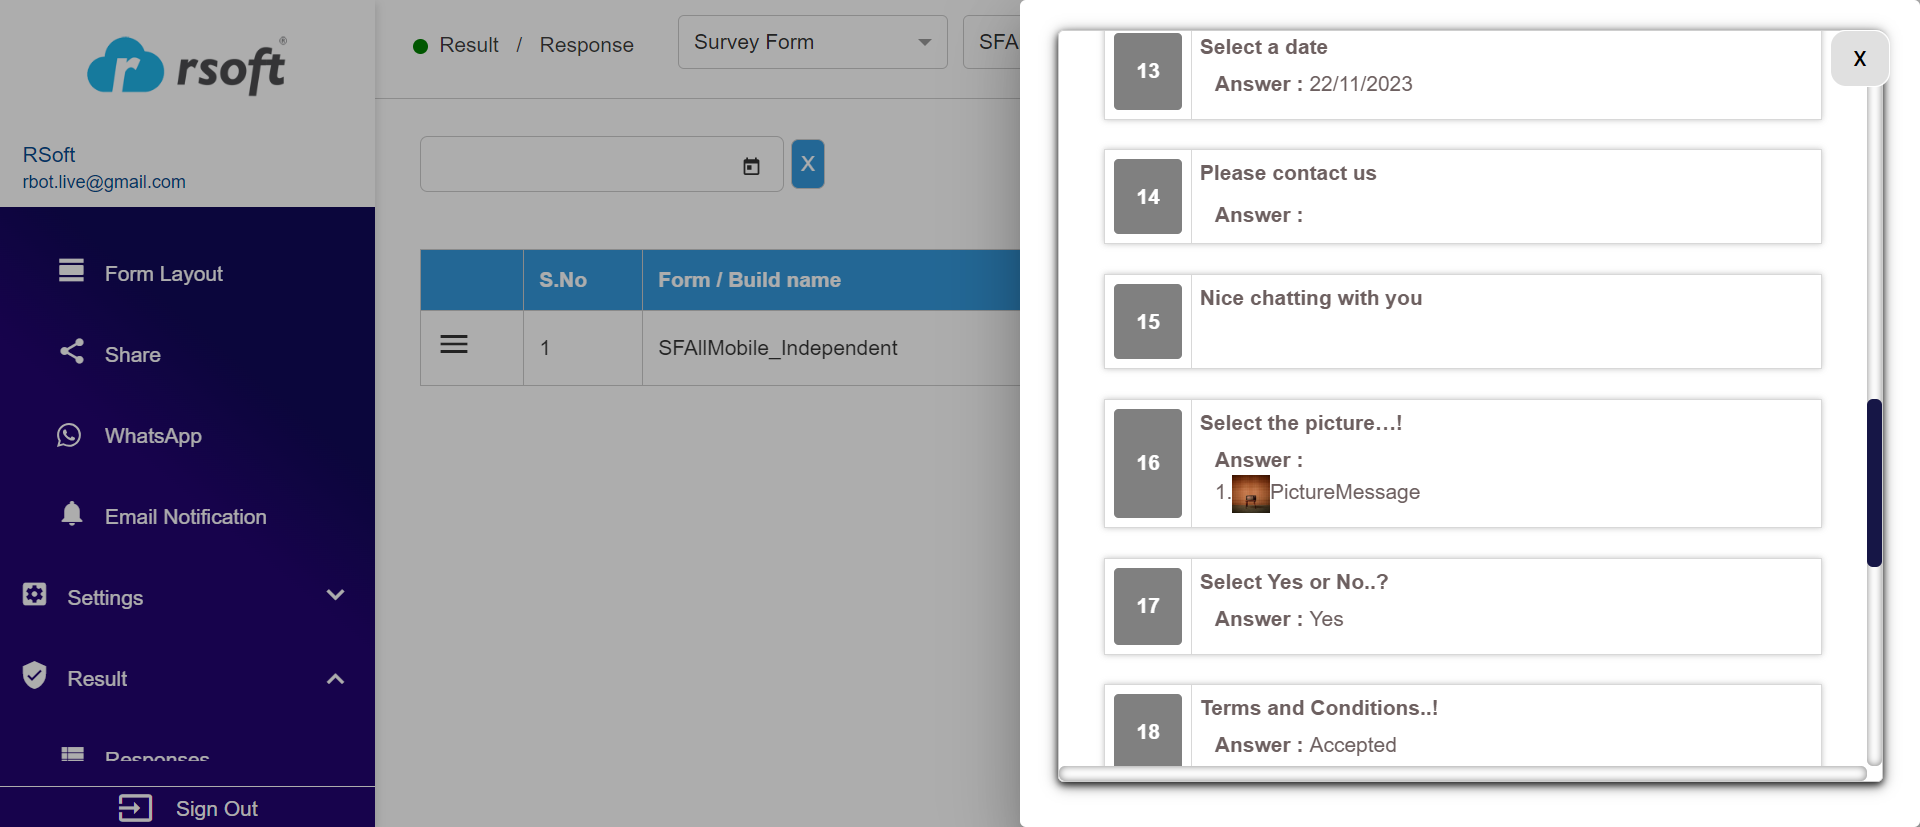 rsoft®
RSoft
rbot.live@gmail.com
Form Layout
Share
WhatsApp
Email Notification
Settings
Result
Responses
Sign Out
Result / Response
Survey Form
SFA
X
S.No
Form / Build name
1
SFAllMobile_Independent
X
13
Select a date
Answer : 22/11/2023
14
Please contact us
Answer :
15
Nice chatting with you
16
Select the picture...!
Answer :
1. PictureMessage
17
Select Yes or No..?
Answer : Yes
18
Terms and Conditions..!
Answer : Accepted